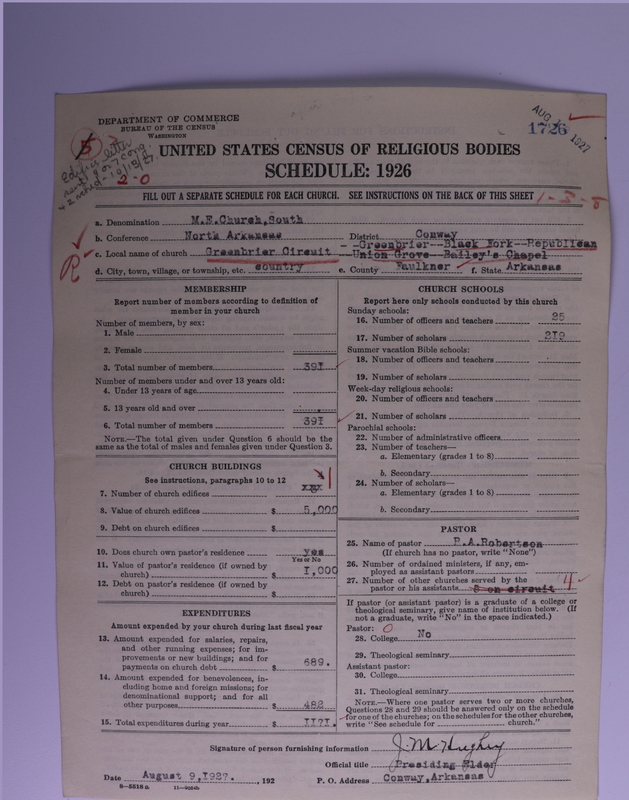 AUG 1927
1726
DEPARTMENT OF COMMERCE
BUREAU OF THE CENSUS
WASHINGTON
UNITED STATES CENSUS OF RELIGIOUS BODIES
SCHEDULE: 1926
2-0
FILL OUT A SEPARATE SCHEDULE FOR EACH CHURCH. SEE INSTRUCTIONS ON THE BACK OF THIS SHEET
a. Denomination M.E.Church,South
b. Conference North Arkansas District Conway
--Greenbrier--Black Fork--Republican
c. Local name of church Greenbrier Circuit --Union Grove--Bailey's Chapel
R
d. City, town, village, or township, etc. country e. County Faulkner f. State Arkansas
MEMBERSHIP
Report number of members according to definition of member in your church
Number of members, by sex:
1. Male
2. Female
3. Total number of members 391
Number of members under and over 13 years old:
4. Under 13 years of age
5. 13 years old and over
6. Total number of members 391
NOTE.—The total given under Question 6 should be the
same as the total of males and females given under Question 3.
CHURCH BUILDINGS
See instructions, paragraphs 10 to 12
7. Number of church edifices 1
8. Value of church edifices $ 5,000
9. Debt on church edifices $
10. Does church own pastor's residence yes
Yes or No
11. Value of pastor's residence (if owned by
church) $ 1,000
12. Debt on pastor's residence (if owned by
church) $
EXPENDITURES
Amount expended by your church during last fiscal year
13. Amount expended for salaries, repairs,
and other running expenses; for im-
provements or new buildings; and for
payments on church debt $ 689.
14. Amount expended for benevolences, in-
cluding home and foreign missions; for
denominational support; and for all
other purposes $ 482
15. Total expenditures during year $ 1171.
CHURCH SCHOOLS
Report here only schools conducted by this church
Sunday schools:
16. Number of officers and teachers 25
17. Number of scholars 219
Summer vacation Bible schools:
18. Number of officers and teachers
19. Number of scholars
Week-day religious schools:
20. Number of officers and teachers
21. Number of scholars
Parochial schools:
22. Number of administrative officers
23. Number of teachers—
a. Elementary (grades 1 to 8)
b. Secondary
24. Number of scholars—
a. Elementary (grades 1 to 8)
b. Secondary
PASTOR
25. Name of pastor Robertson
(If church has no pastor, write "None")
26. Number of ordained ministers, if any, em-
ployed as assistant pastors
27. Number of other churches served by the
pastor or his assistants 5 on circuit 4
If pastor (or assistant pastor) is a graduate of a college or
theological seminary, give name of institution below. (If
not a graduate, write "No" in the space indicated.)
Pastor: 0
28. College No
29. Theological seminary
Assistant pastor:
30. College
31. Theological seminary
NOTE.—Where one pastor serves two or more churches,
Questions 28 and 29 should be answered only on the schedule
for one of the churches; on the schedules for the other churches,
write "See schedule for church."
Signature of person furnishing information J. M. Hughey
Official title Presiding Elder
Date August 9,1927. , 192 P. O. Address Conway,Arkansas